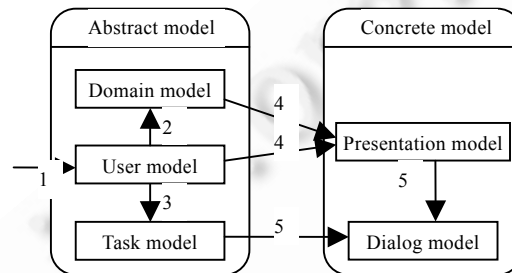 Abstract model
Concrete model
Domain model
4
2
4
Presentation model
1
User model
5
3
Task model
5
Dialog model